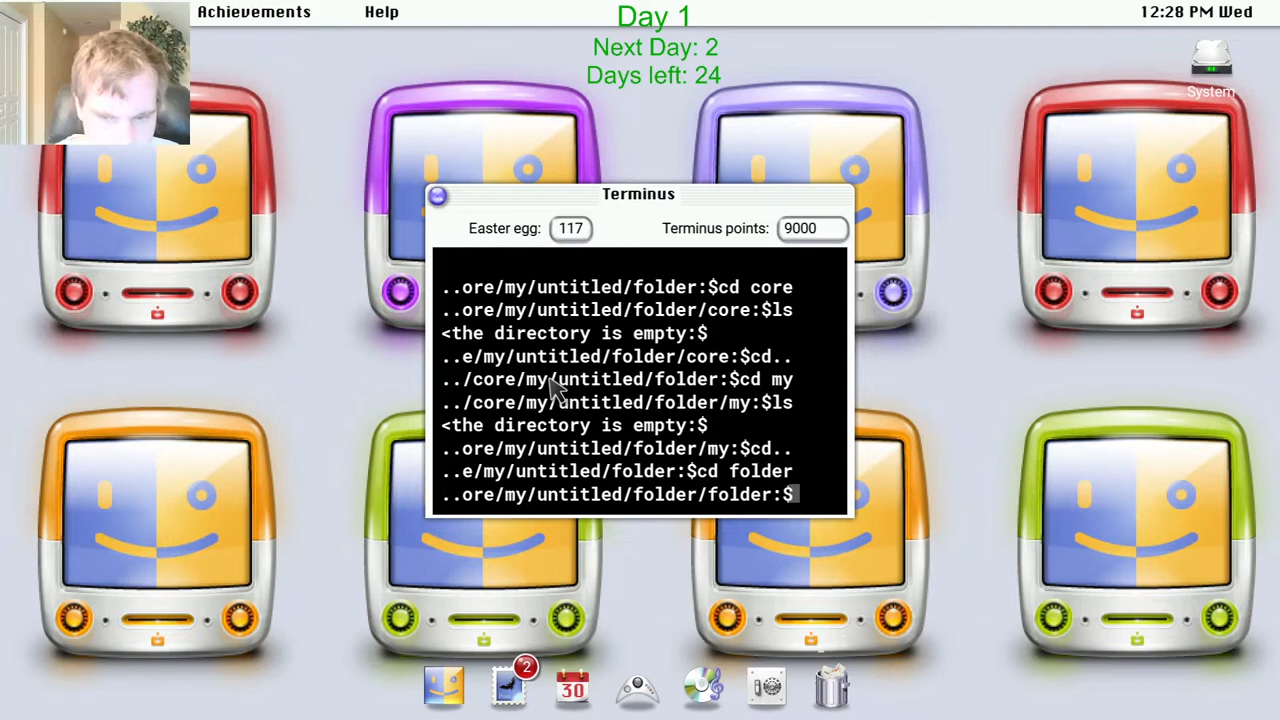 Achievements Help
Day 1
12:28 PM Wed
Next Day: 2
Days left: 24
System
Terminus
Easter egg: 117 Terminus points: 9000
..ore/my/untitled/folder:$cd core
..ore/my/untitled/folder/core:$ls
<the directory is empty:$
..e/my/untitled/folder/core:$cd..
../core/my/untitled/folder:$cd my
../core/my/untitled/folder/my:$ls
<the directory is empty:$
..ore/my/untitled/folder/my:$cd..
..e/my/untitled/folder:$cd folder
..ore/my/untitled/folder/folder:$
2
30